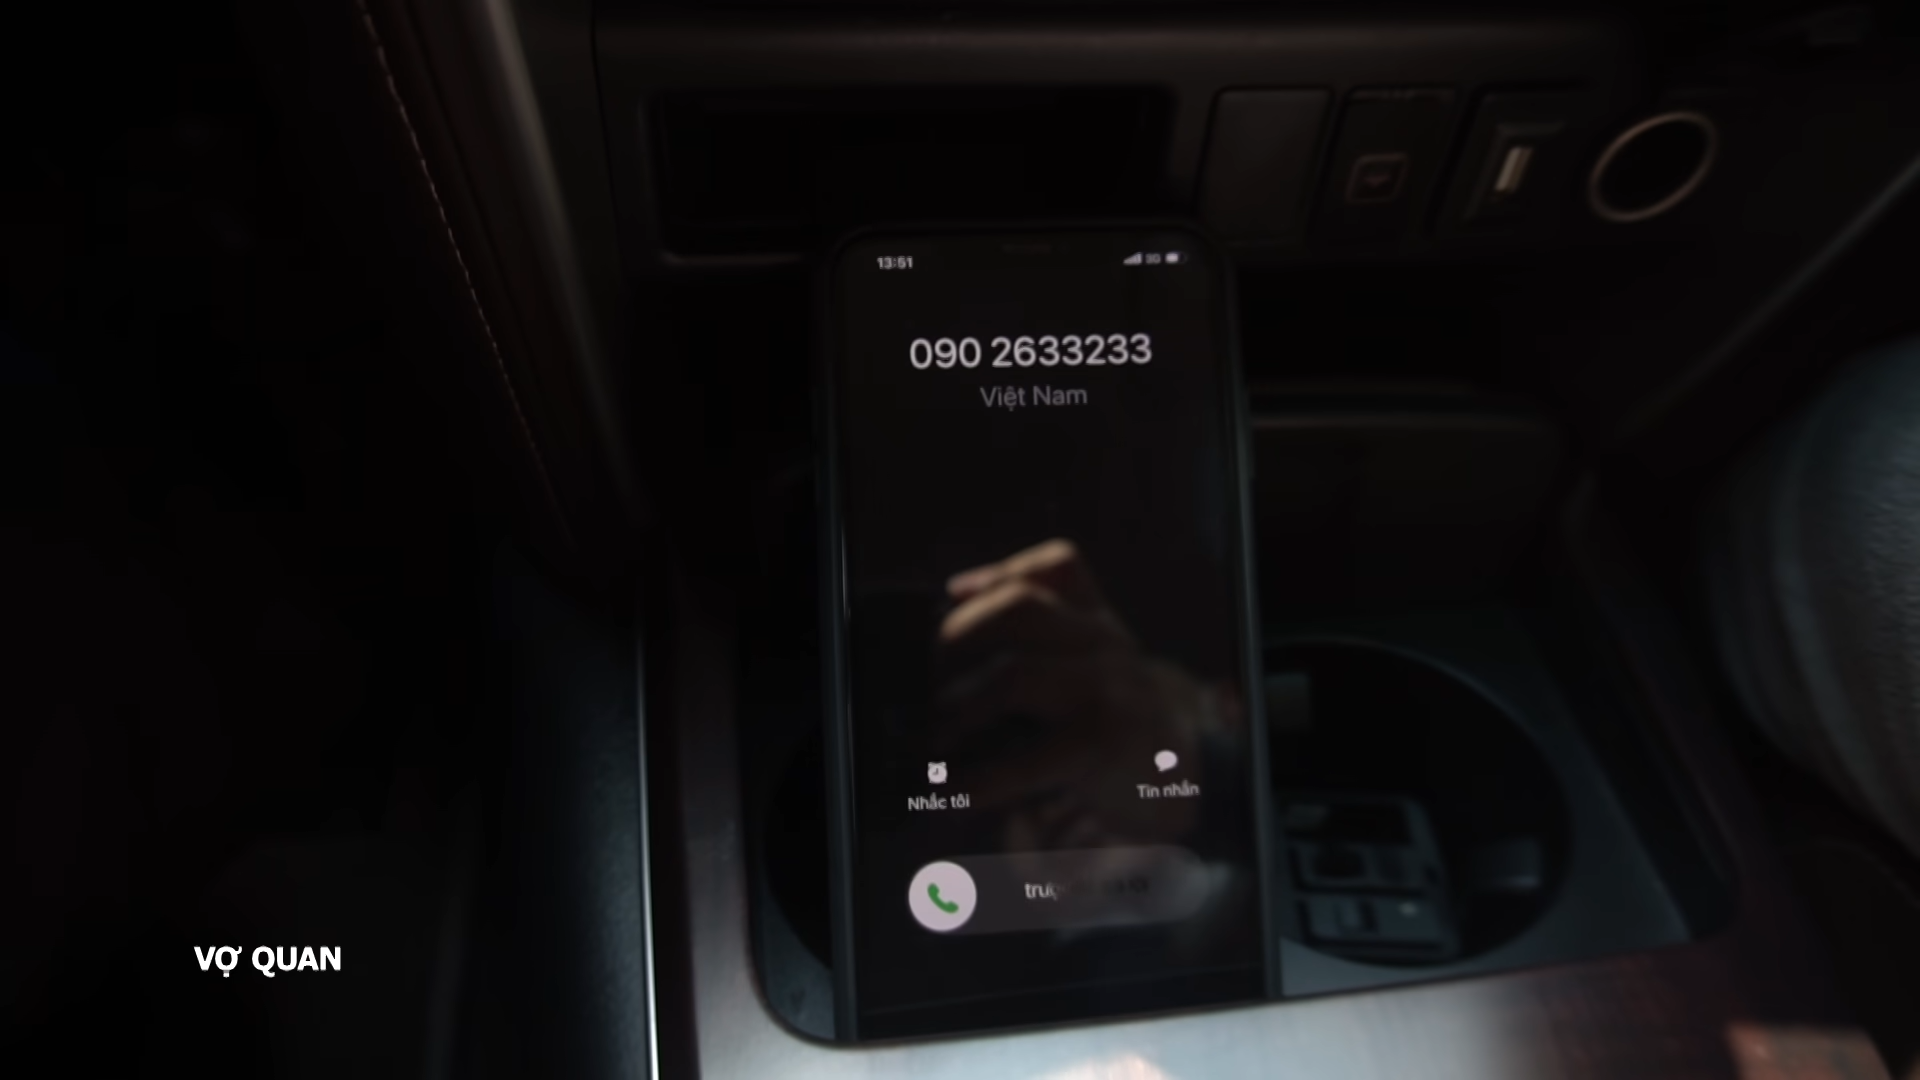 13:51
090 2633233
Việt Nam
Nhắc tôi
Tin nhắn
VỢ QUAN